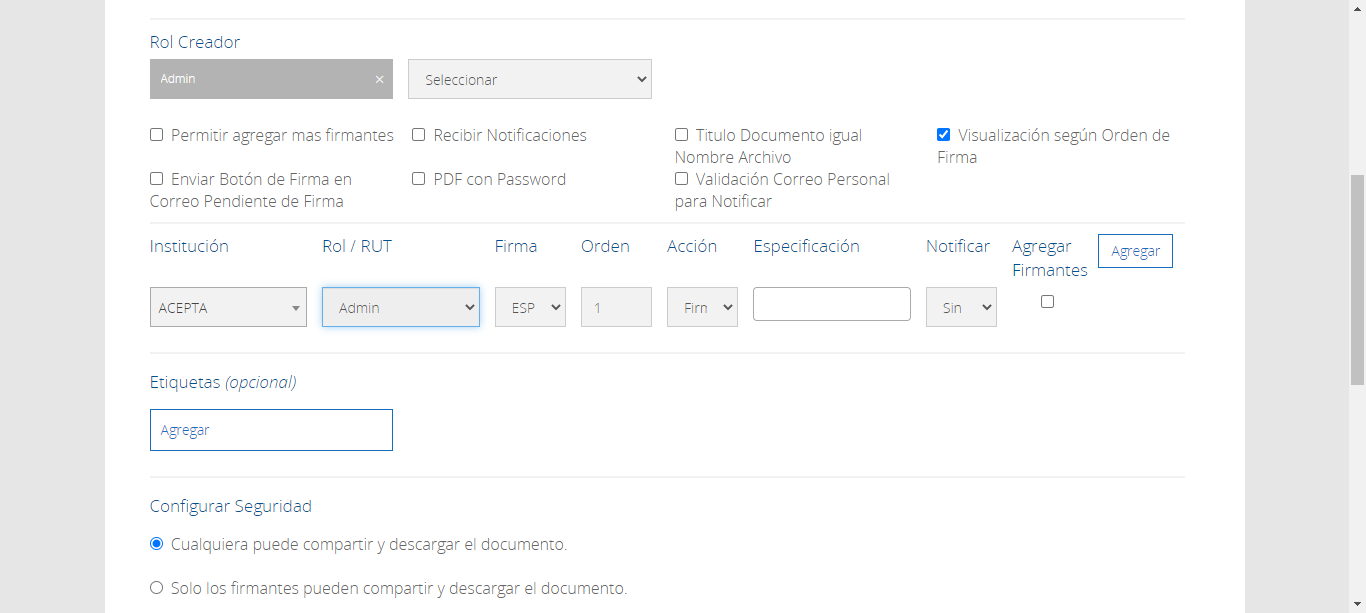 Rol Creador
Admin ×
Seleccionar
Permitir agregar mas firmantes
Recibir Notificaciones
Titulo Documento igual
Nombre Archivo
Visualización según Orden de
Firma
Enviar Botón de Firma en
Correo Pendiente de Firma
PDF con Password
Validación Correo Personal
para Notificar
Institución Rol / RUT Firma Orden Acción Especificación Notificar Agregar
Firmantes
Agregar
ACEPTA Admin ESP 1 Firn Sin
Etiquetas (opcional)
Agregar
Configurar Seguridad
Cualquiera puede compartir y descargar el documento.
Solo los firmantes pueden compartir y descargar el documento.